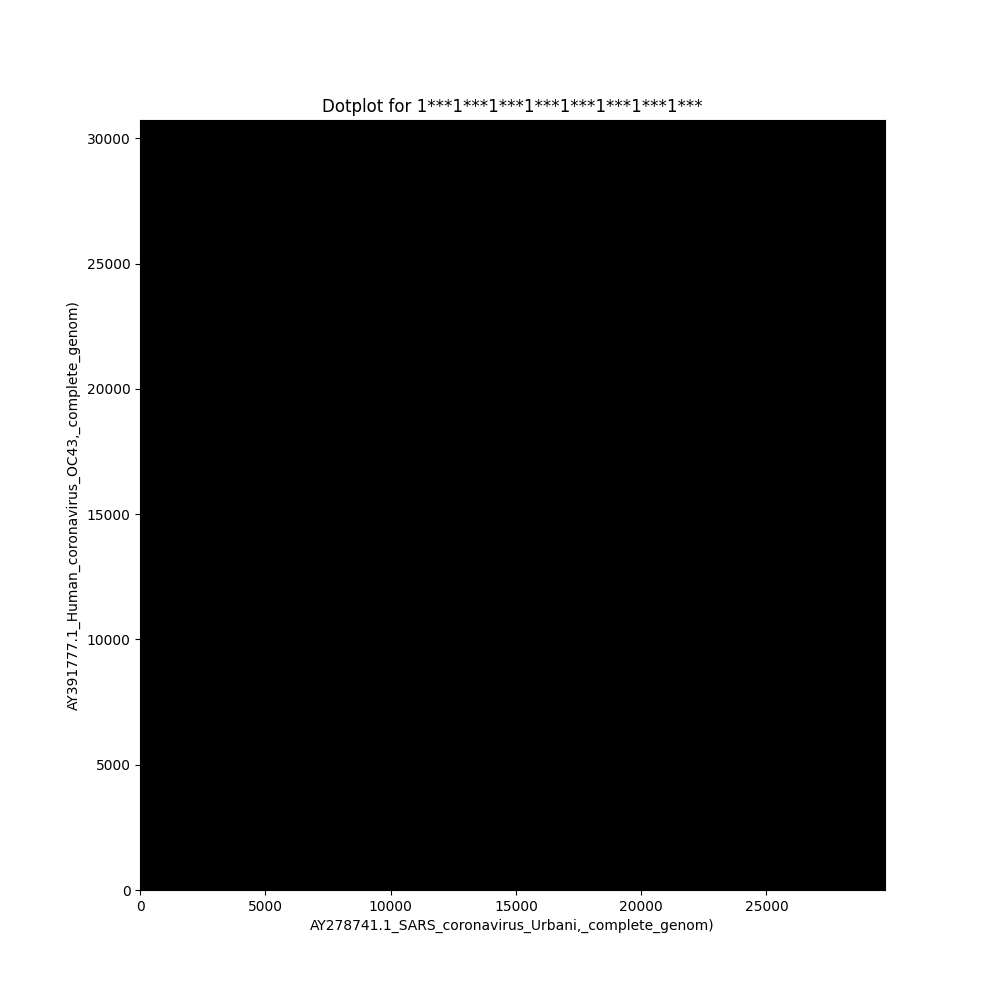 Dotplot for 1***1***1***1***1***1***1***1***
30000
25000
20000
15000
10000
5000
0
AY391777.1_Human_coronavirus_OC43,_complete_genom)
0 5000 10000 15000 20000 25000
AY278741.1_SARS_coronavirus_Urbani,_complete_genom)